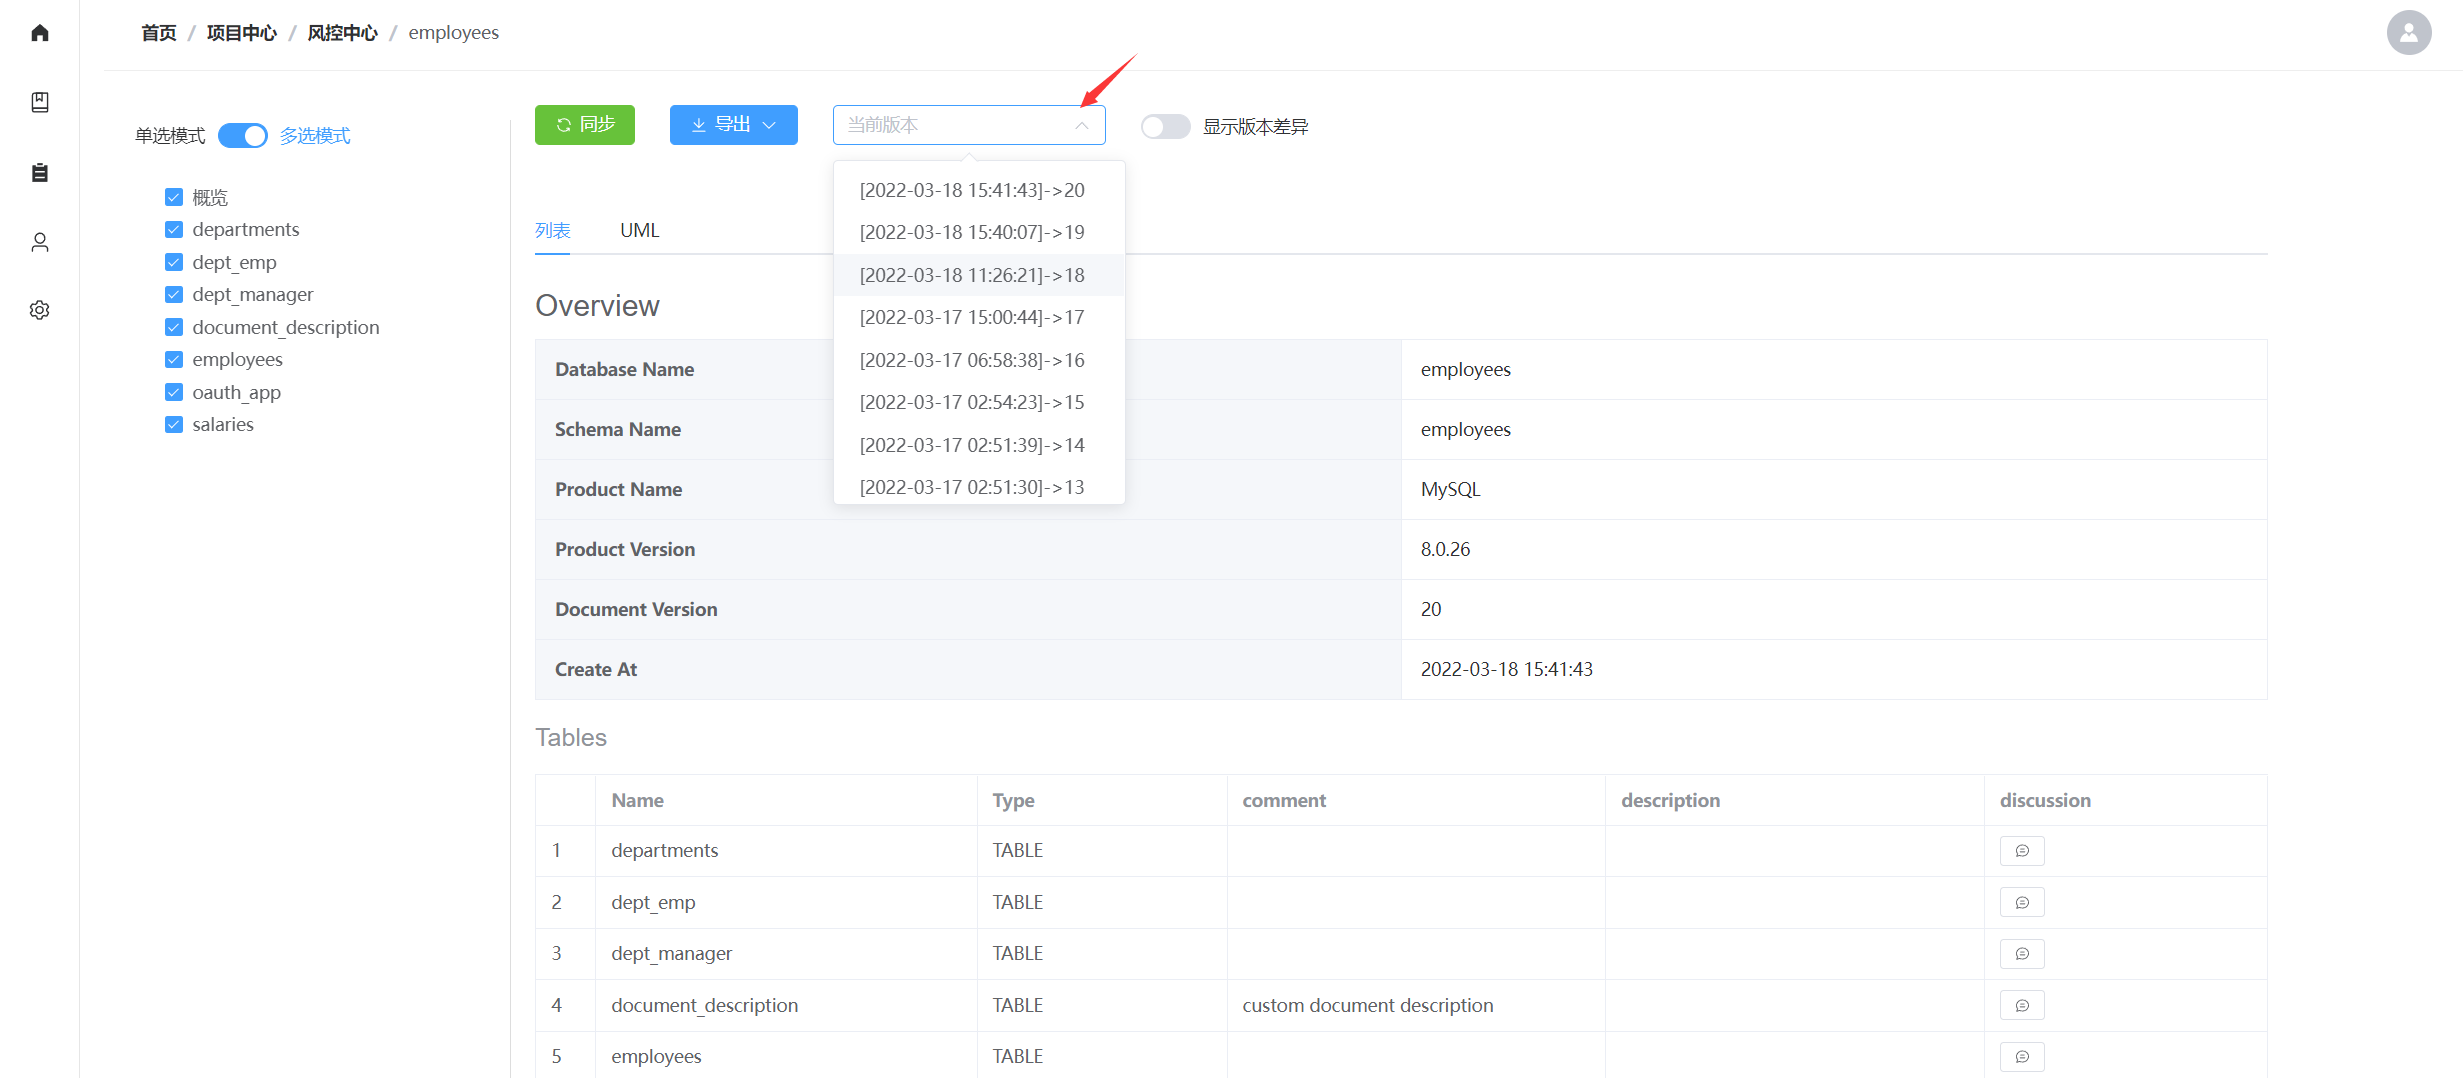 首页 / 项目中心 / 风控中心 / employees
单选模式 多选模式
概览
departments
dept_emp
dept_manager
document_description
employees
oauth_app
salaries
同步 导出 当前版本 显示版本差异
[2022-03-18 15:41:43]->20
[2022-03-18 15:40:07]->19
[2022-03-18 11:26:21]->18
[2022-03-17 15:00:44]->17
[2022-03-17 06:58:38]->16
[2022-03-17 02:54:23]->15
[2022-03-17 02:51:39]->14
[2022-03-17 02:51:30]->13
列表 UML
Overview
Database Name employees
Schema Name employees
Product Name MySQL
Product Version 8.0.26
Document Version 20
Create At 2022-03-18 15:41:43
Tables
Name Type comment description discussion
1 departments TABLE
2 dept_emp TABLE
3 dept_manager TABLE
4 document_description TABLE custom document description
5 employees TABLE